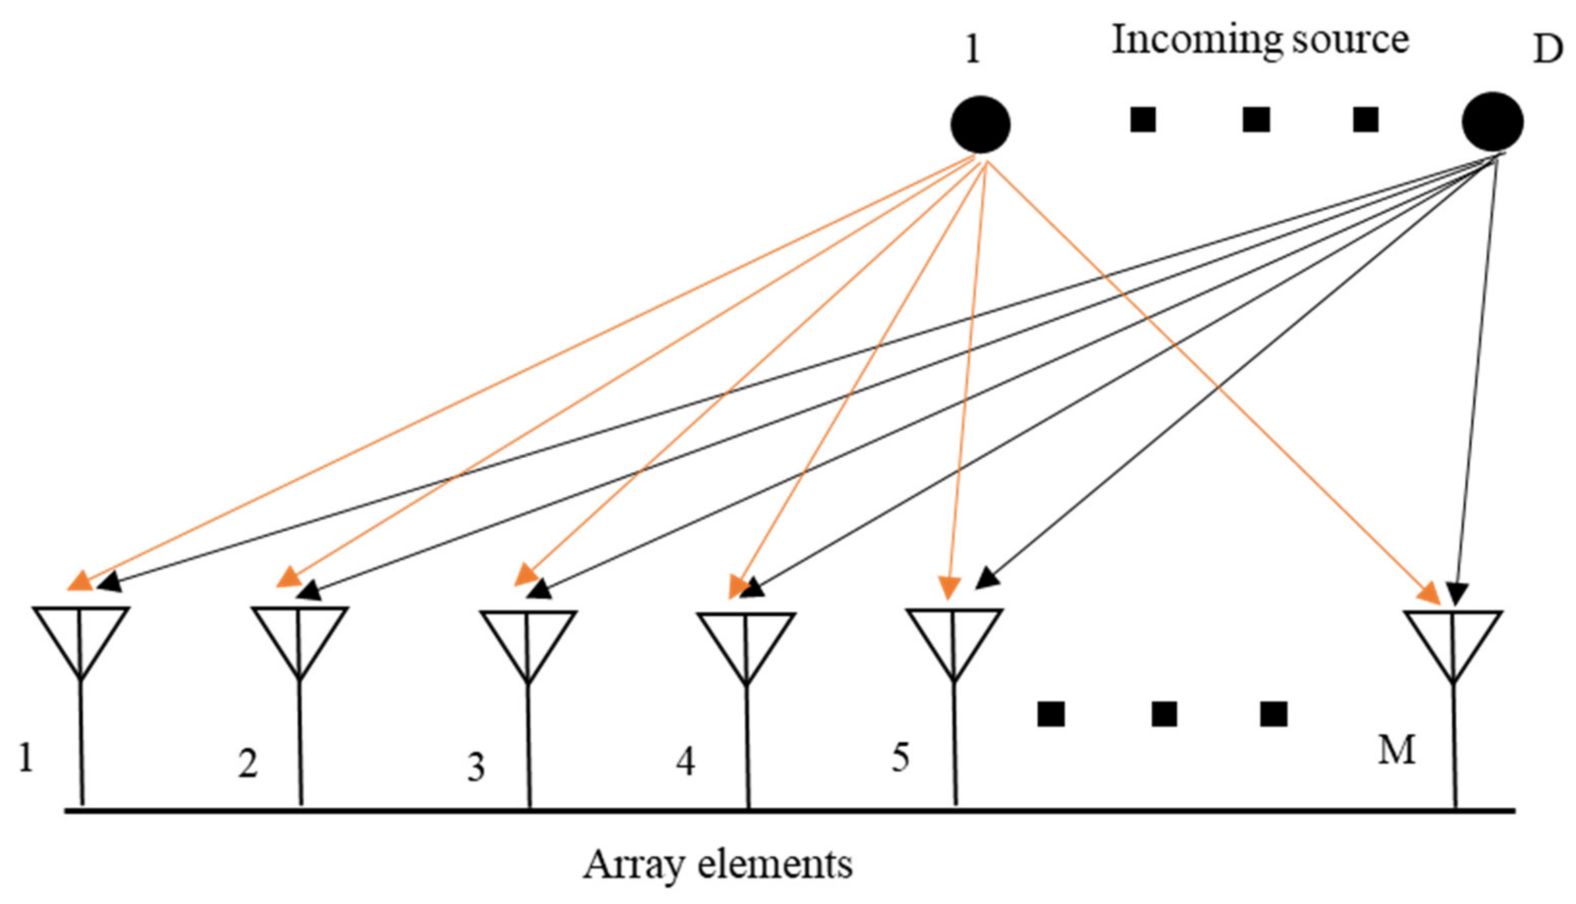 1 Incoming source D
1 2 3 4 5 M
Array elements